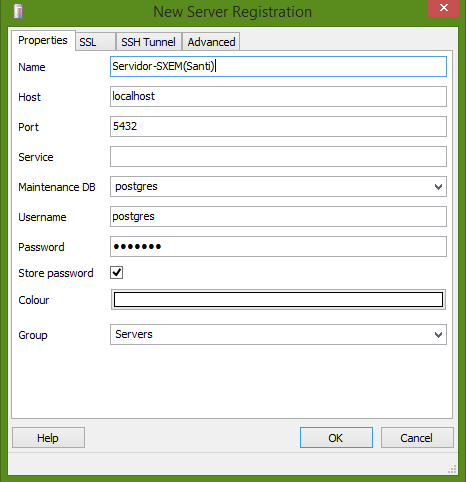 New Server Registration
Properties SSL SSH Tunnel Advanced
Name Servidor-SXEM(Santi)
Host localhost
Port 5432
Service
Maintenance DB postgres
Username postgres
Password •••••••
Store password
Colour
Group Servers
Help OK Cancel